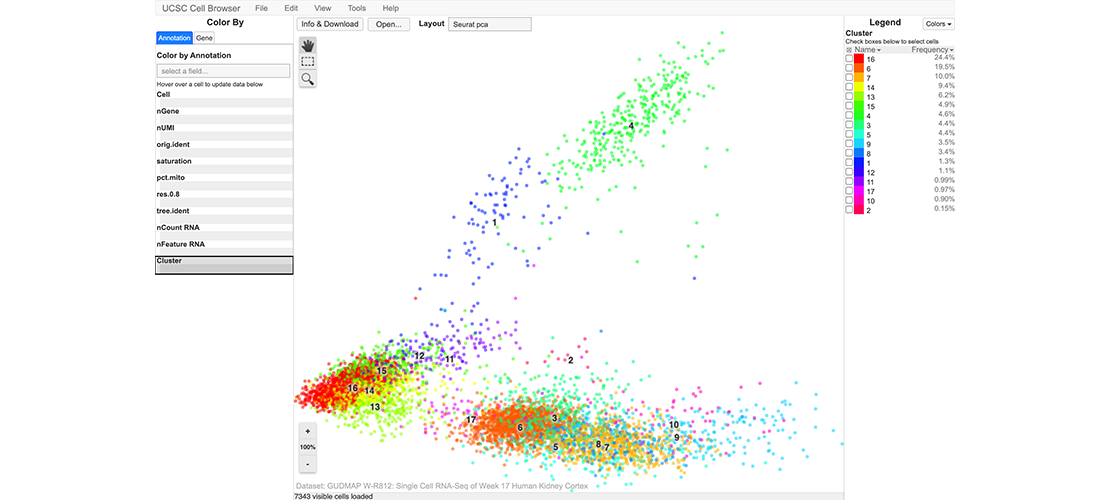 UCSC Cell Browser File Edit View Tools Help
Color By
Annotation Gene
Color by Annotation
select a field...
Hover over a cell to update data below
Cell
nGene
nUMI
orig.ident
saturation
pct.mito
res.0.8
tree.ident
nCount RNA
nFeature RNA
Cluster
Info & Download Open... Layout Seurat pca
4
1
12
11
2
15
16
14
13
17
6
3
5
8
7
10
9
+
100%
-
Dataset: GUDMAP W-R812: Single Cell RNA-Seq of Week 17 Human Kidney Cortex
7343 visible cells loaded
Legend Colors
Cluster
Check boxes below to select cells
Name Frequency
16 24.4%
6 19.5%
7 10.0%
14 9.4%
13 6.2%
15 4.9%
4 4.6%
3 4.4%
5 4.4%
9 3.5%
8 3.4%
1 1.3%
12 1.1%
11 0.99%
17 0.97%
10 0.90%
2 0.15%